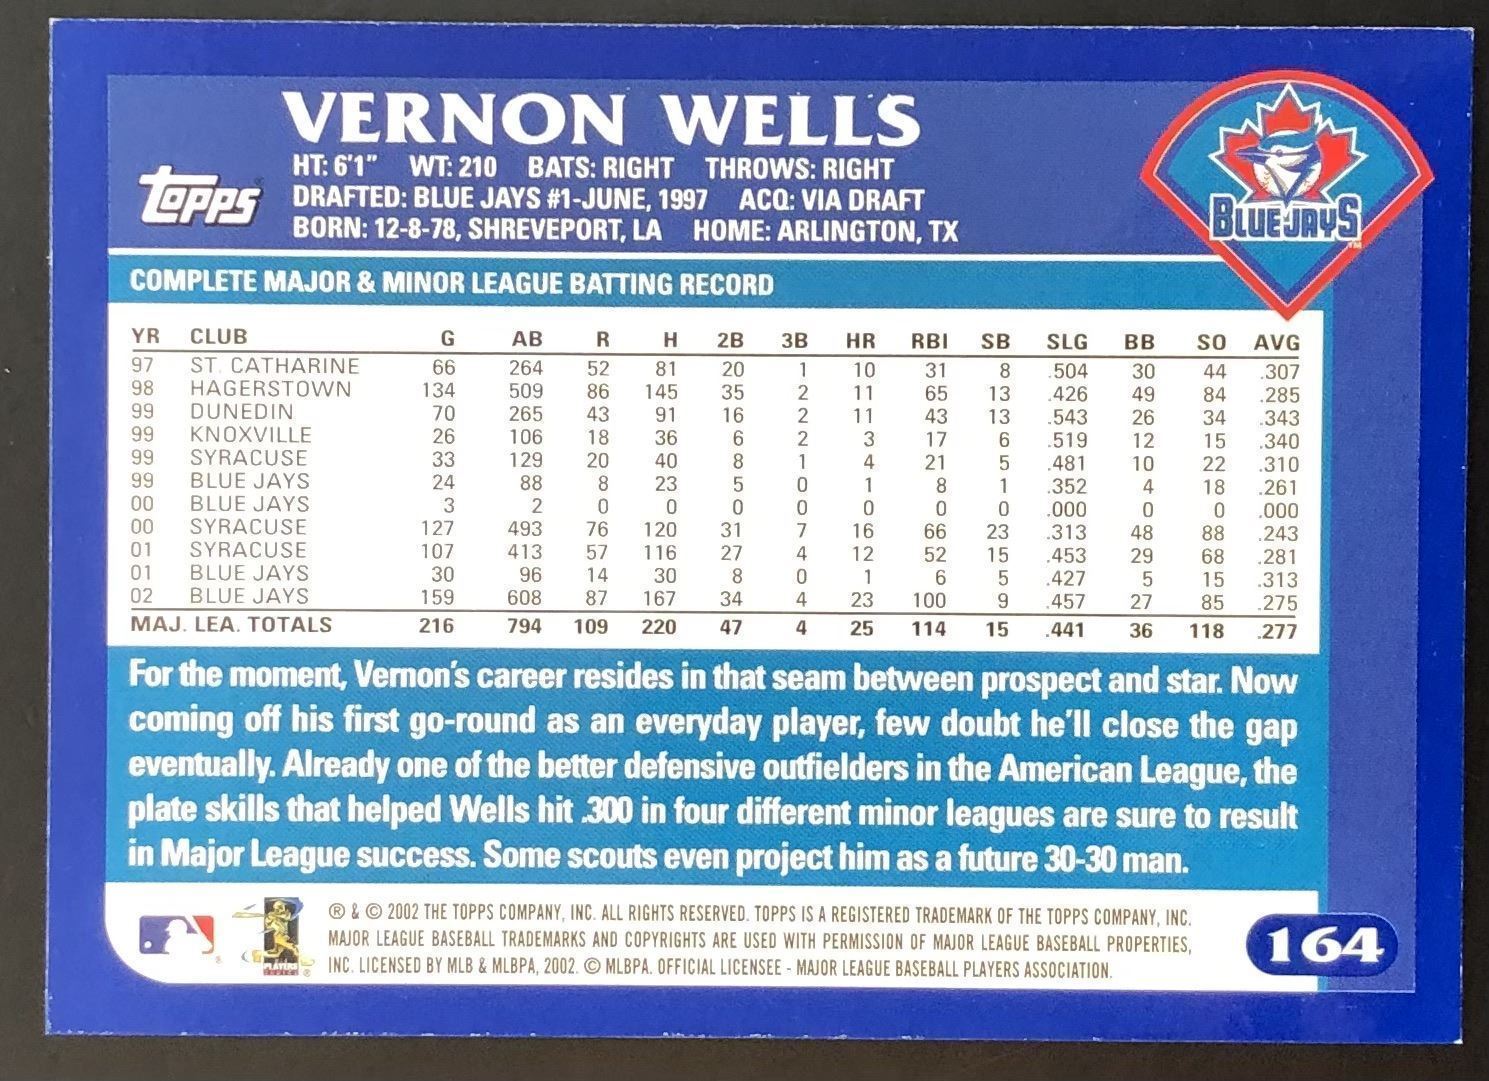 VERNON WELLS
HT: 6'1" WT: 210 BATS: RIGHT THROWS: RIGHT
DRAFTED: BLUE JAYS #1-JUNE, 1997 ACQ: VIA DRAFT
BORN: 12-8-78, SHREVEPORT, LA HOME: ARLINGTON, TX
topps
BLUE JAYS
TM
COMPLETE MAJOR & MINOR LEAGUE BATTING RECORD
YR CLUB G AB R H 2B 3B HR RBI SB SLG BB SO AVG
97 ST. CATHARINE 66 264 52 81 20 1 10 31 8 .504 30 44 .307
98 HAGERSTOWN 134 509 86 145 35 2 11 65 13 .426 49 84 .285
99 DUNEDIN 70 265 43 91 16 2 11 43 13 .543 26 34 .343
99 KNOXVILLE 26 106 18 36 6 2 3 17 6 .519 12 15 .340
99 SYRACUSE 33 129 20 40 8 1 4 21 5 .481 10 22 .310
99 BLUE JAYS 24 88 8 23 5 0 1 8 1 .352 4 18 .261
00 BLUE JAYS 3 2 0 0 0 0 0 0 0 .000 0 0 .000
00 SYRACUSE 127 493 76 120 31 7 16 66 23 .313 48 88 .243
01 SYRACUSE 107 413 57 116 27 4 12 52 15 .453 29 68 .281
01 BLUE JAYS 30 96 14 30 8 0 1 6 5 .427 5 15 .313
02 BLUE JAYS 159 608 87 167 34 4 23 100 9 .457 27 85 .275
MAJ. LEA. TOTALS 216 794 109 220 47 4 25 114 15 .441 36 118 .277
For the moment, Vernon's career resides in that seam between prospect and star. Now
coming off his first go-round as an everyday player, few doubt he'll close the gap
eventually. Already one of the better defensive outfielders in the American League, the
plate skills that helped Wells hit .300 in four different minor leagues are sure to result
in Major League success. Some scouts even project him as a future 30-30 man.
PLAYERS CHOICE
® & © 2002 THE TOPPS COMPANY, INC. ALL RIGHTS RESERVED. TOPPS IS A REGISTERED TRADEMARK OF THE TOPPS COMPANY, INC.
MAJOR LEAGUE BASEBALL TRADEMARKS AND COPYRIGHTS ARE USED WITH PERMISSION OF MAJOR LEAGUE BASEBALL PROPERTIES,
INC. LICENSED BY MLB & MLBPA, 2002. © MLBPA. OFFICIAL LICENSEE - MAJOR LEAGUE BASEBALL PLAYERS ASSOCIATION.
164